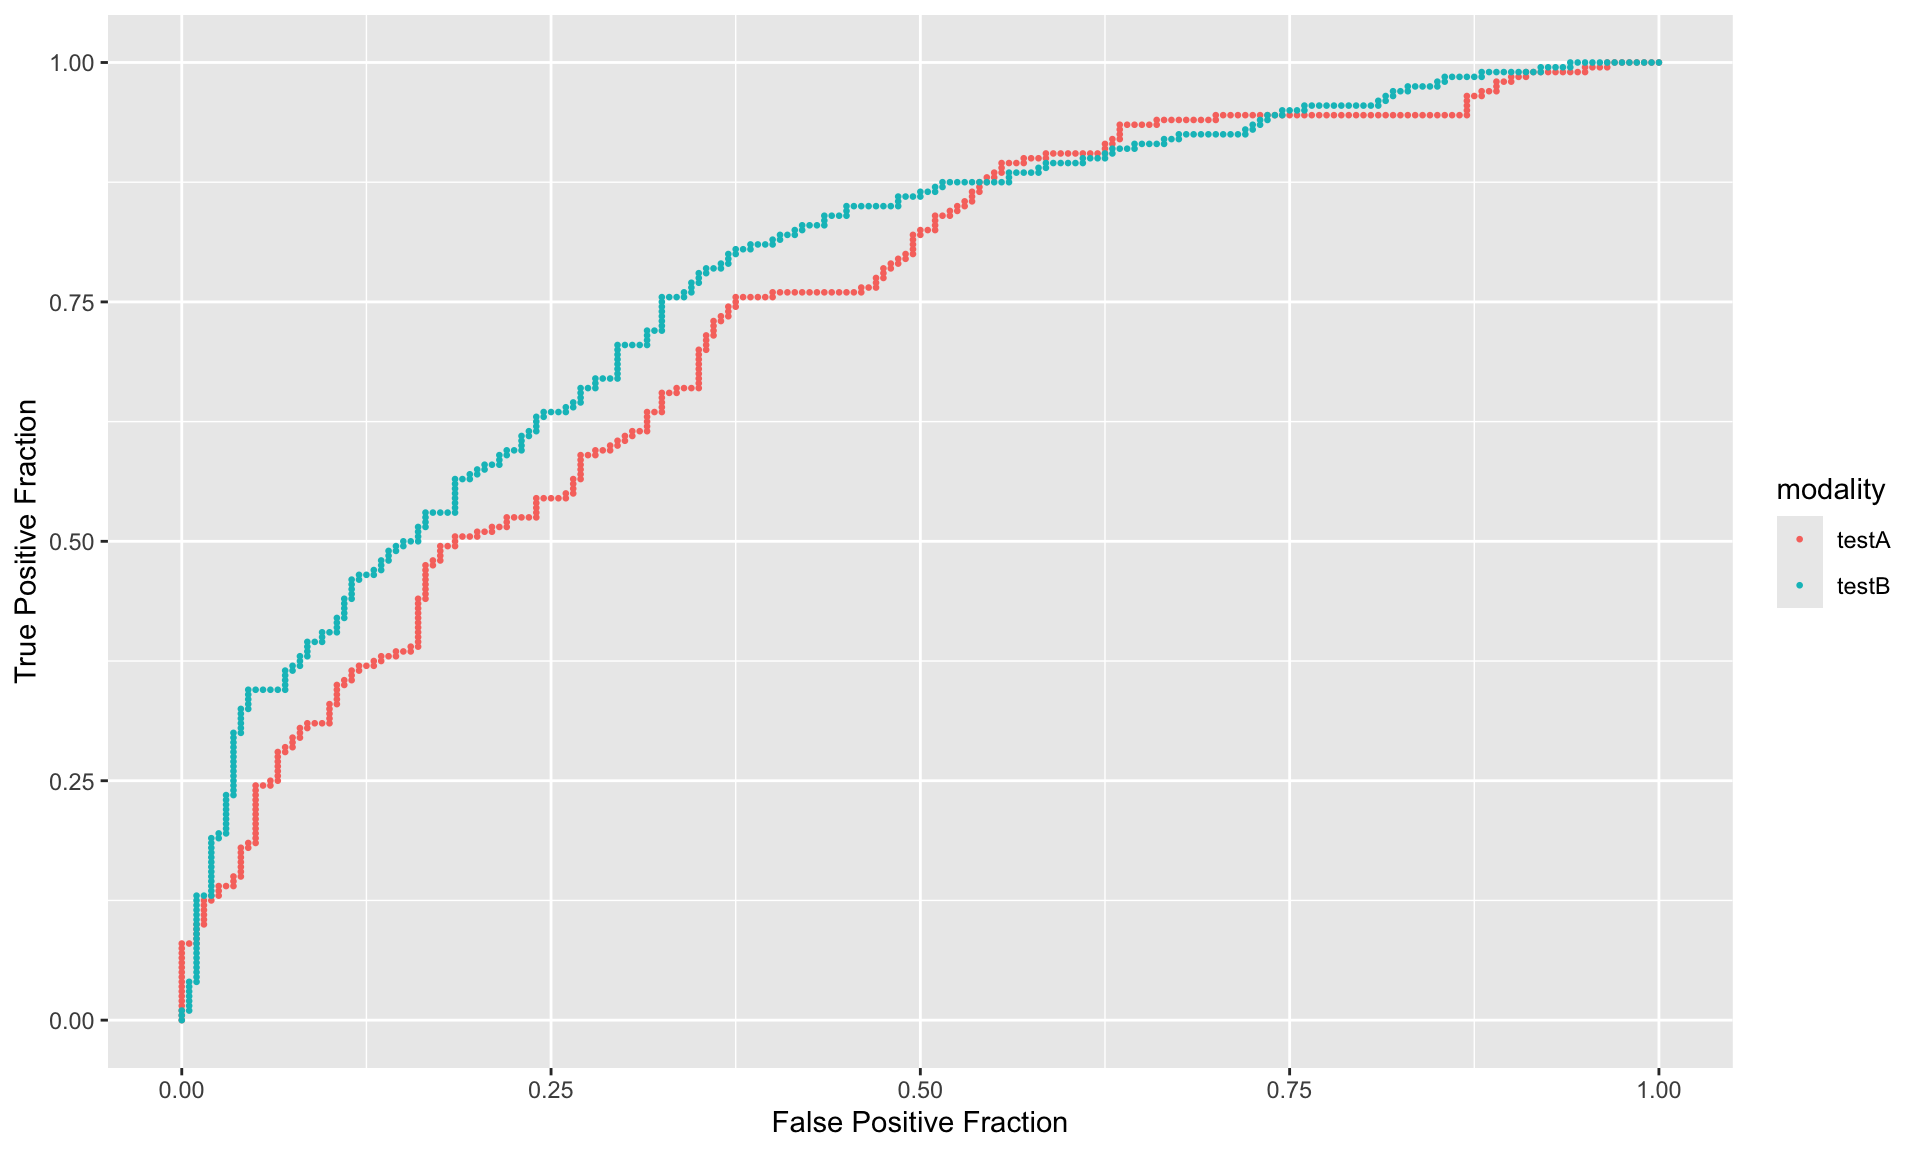 1.00
0.75
0.50
0.25
0.00
True Positive Fraction
0.00 0.25 0.50 0.75 1.00
False Positive Fraction
modality
testA
testB